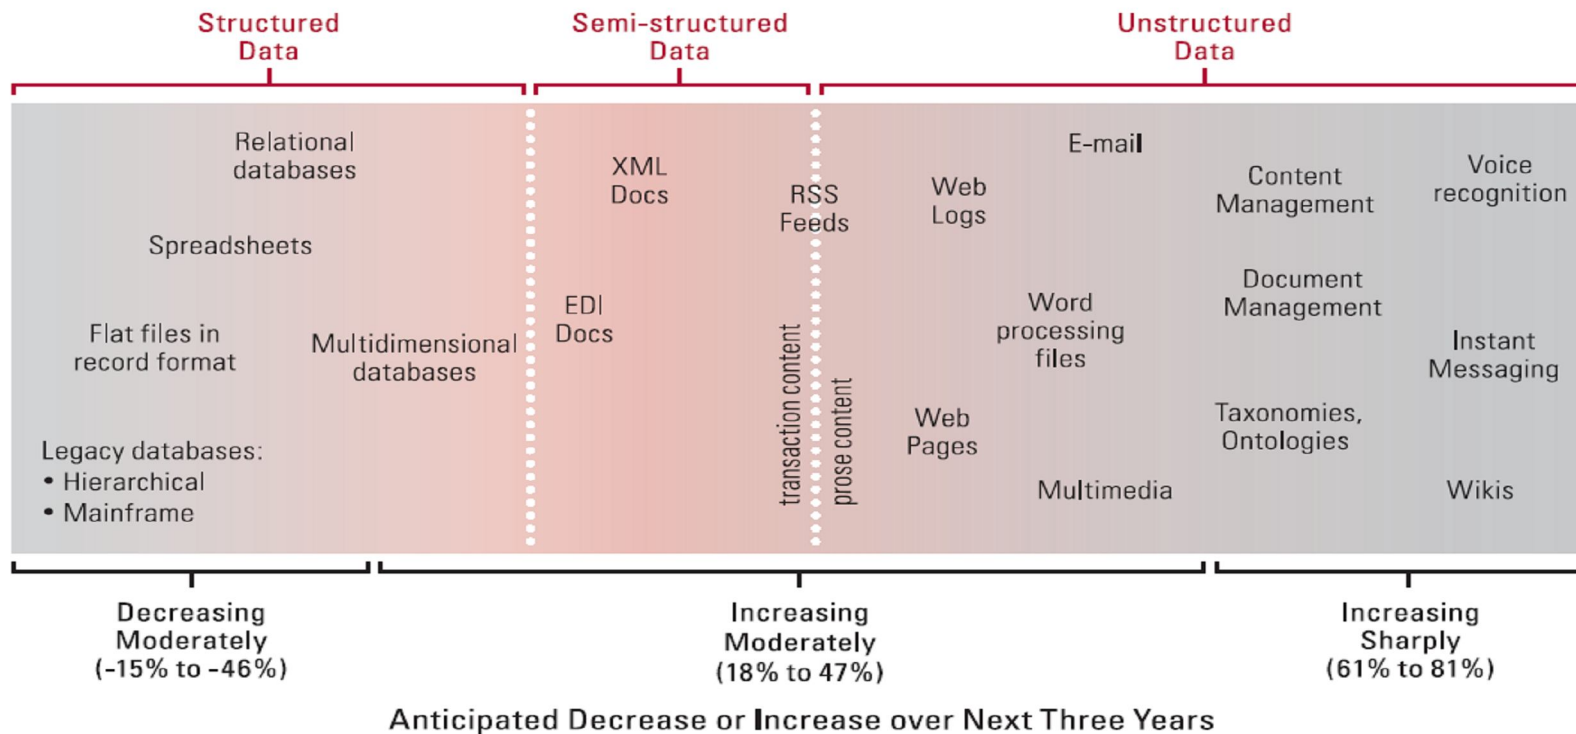 Structured
Data
Semi-structured
Data
Unstructured
Data
Relational
databases
Spreadsheets
Flat files in
record format
Multidimensional
databases
Legacy databases:
• Hierarchical
• Mainframe
XML
Docs
EDI
Docs
RSS
Feeds
transaction content
prose content
Web
Logs
E-mail
Word
processing
files
Web
Pages
Multimedia
Content
Management
Document
Management
Taxonomies,
Ontologies
Voice
recognition
Instant
Messaging
Wikis
Decreasing
Moderately
(-15% to -46%)
Increasing
Moderately
(18% to 47%)
Increasing
Sharply
(61% to 81%)
Anticipated Decrease or Increase over Next Three Years